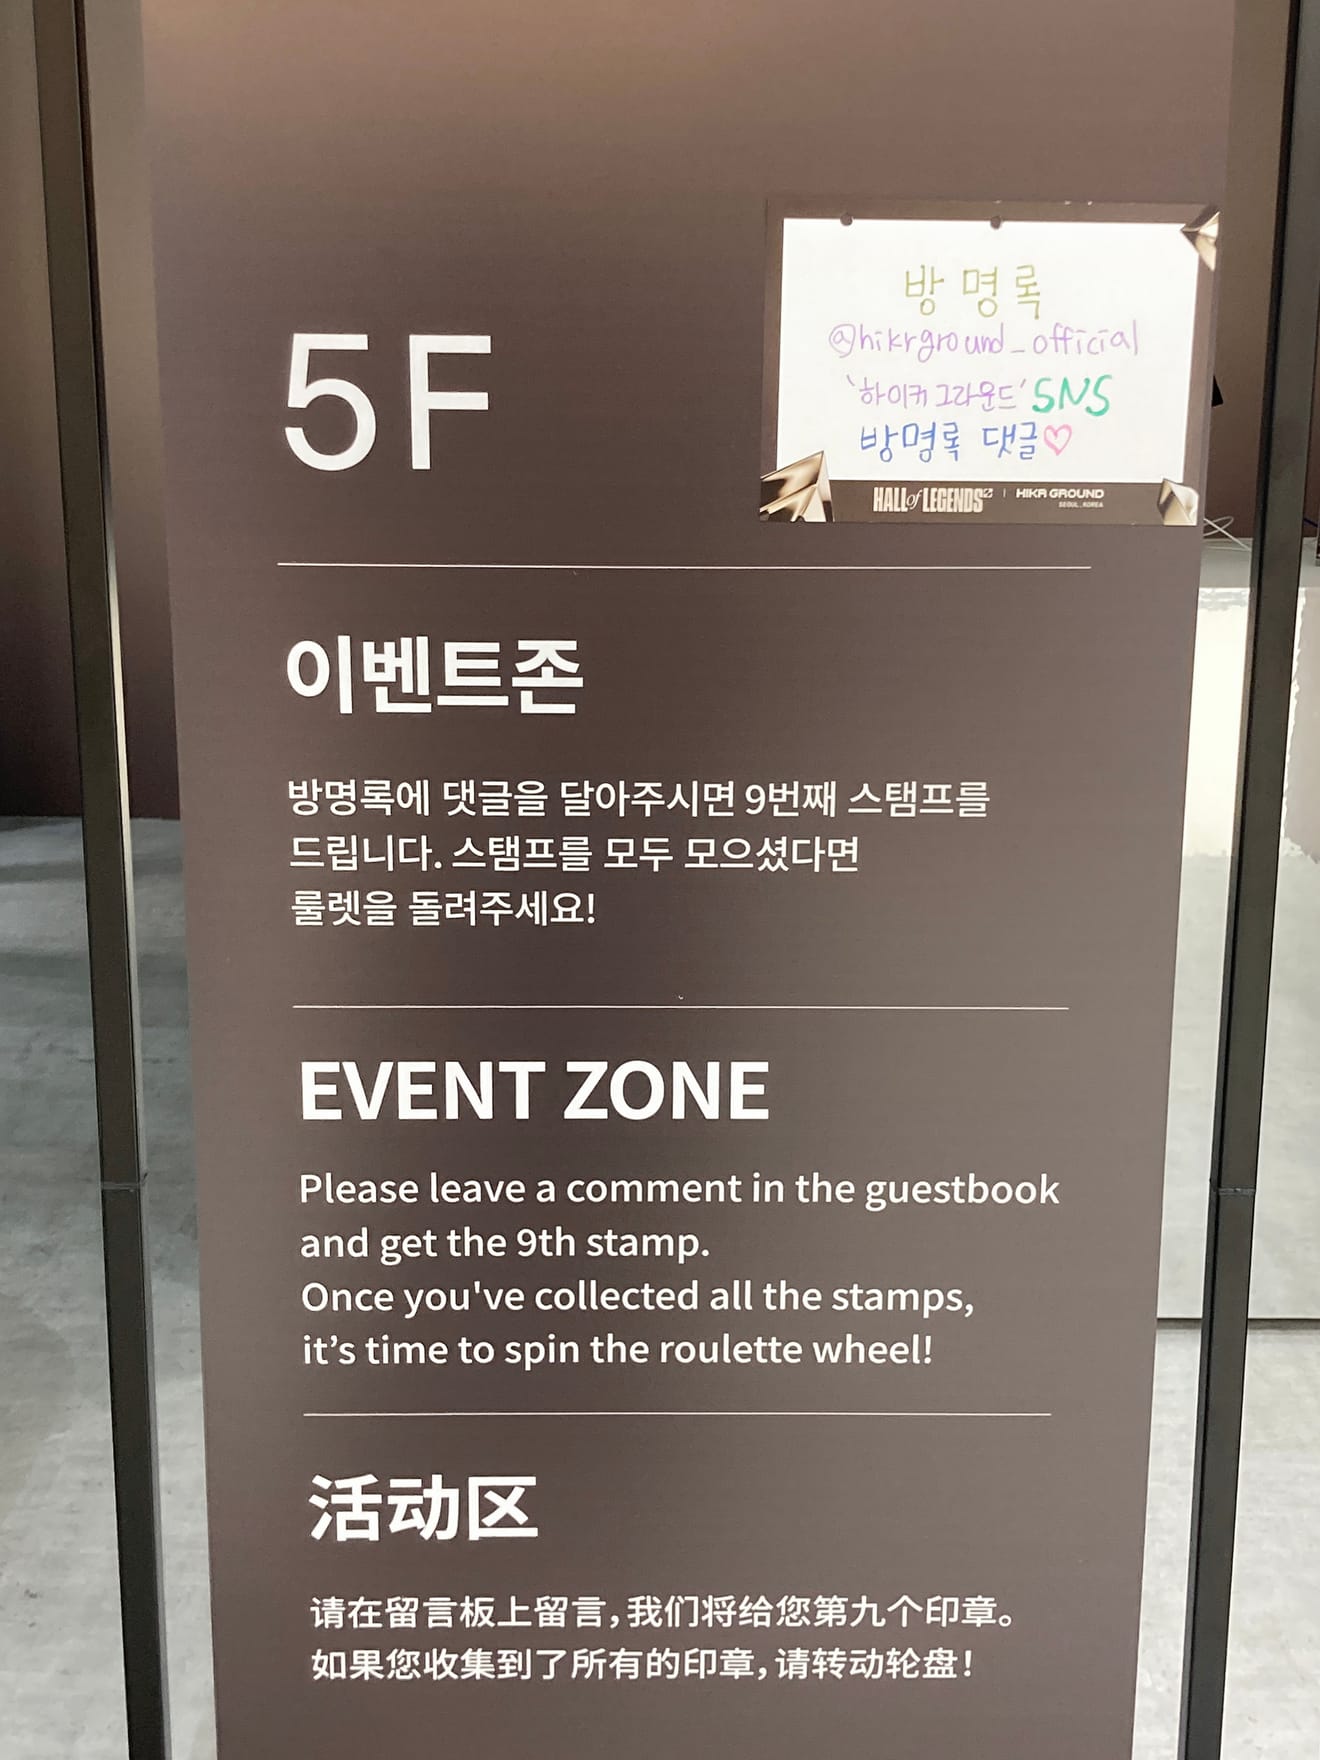 5F
방명록
@hikrground_official
'하이커 그라운드' SNS
방명록 댓글♡
HALL of LEGENDS | HIKR GROUND
SEOUL, KOREA
이벤트존
방명록에 댓글을 달아주시면 9번째 스탬프를
드립니다. 스탬프를 모두 모으셨다면
룰렛을 돌려주세요!
EVENT ZONE
Please leave a comment in the guestbook
and get the 9th stamp.
Once you've collected all the stamps,
it’s time to spin the roulette wheel!
活动区
请在留言板上留言，我们将给您第九个印章。
如果您收集到了所有的印章，请转动轮盘！